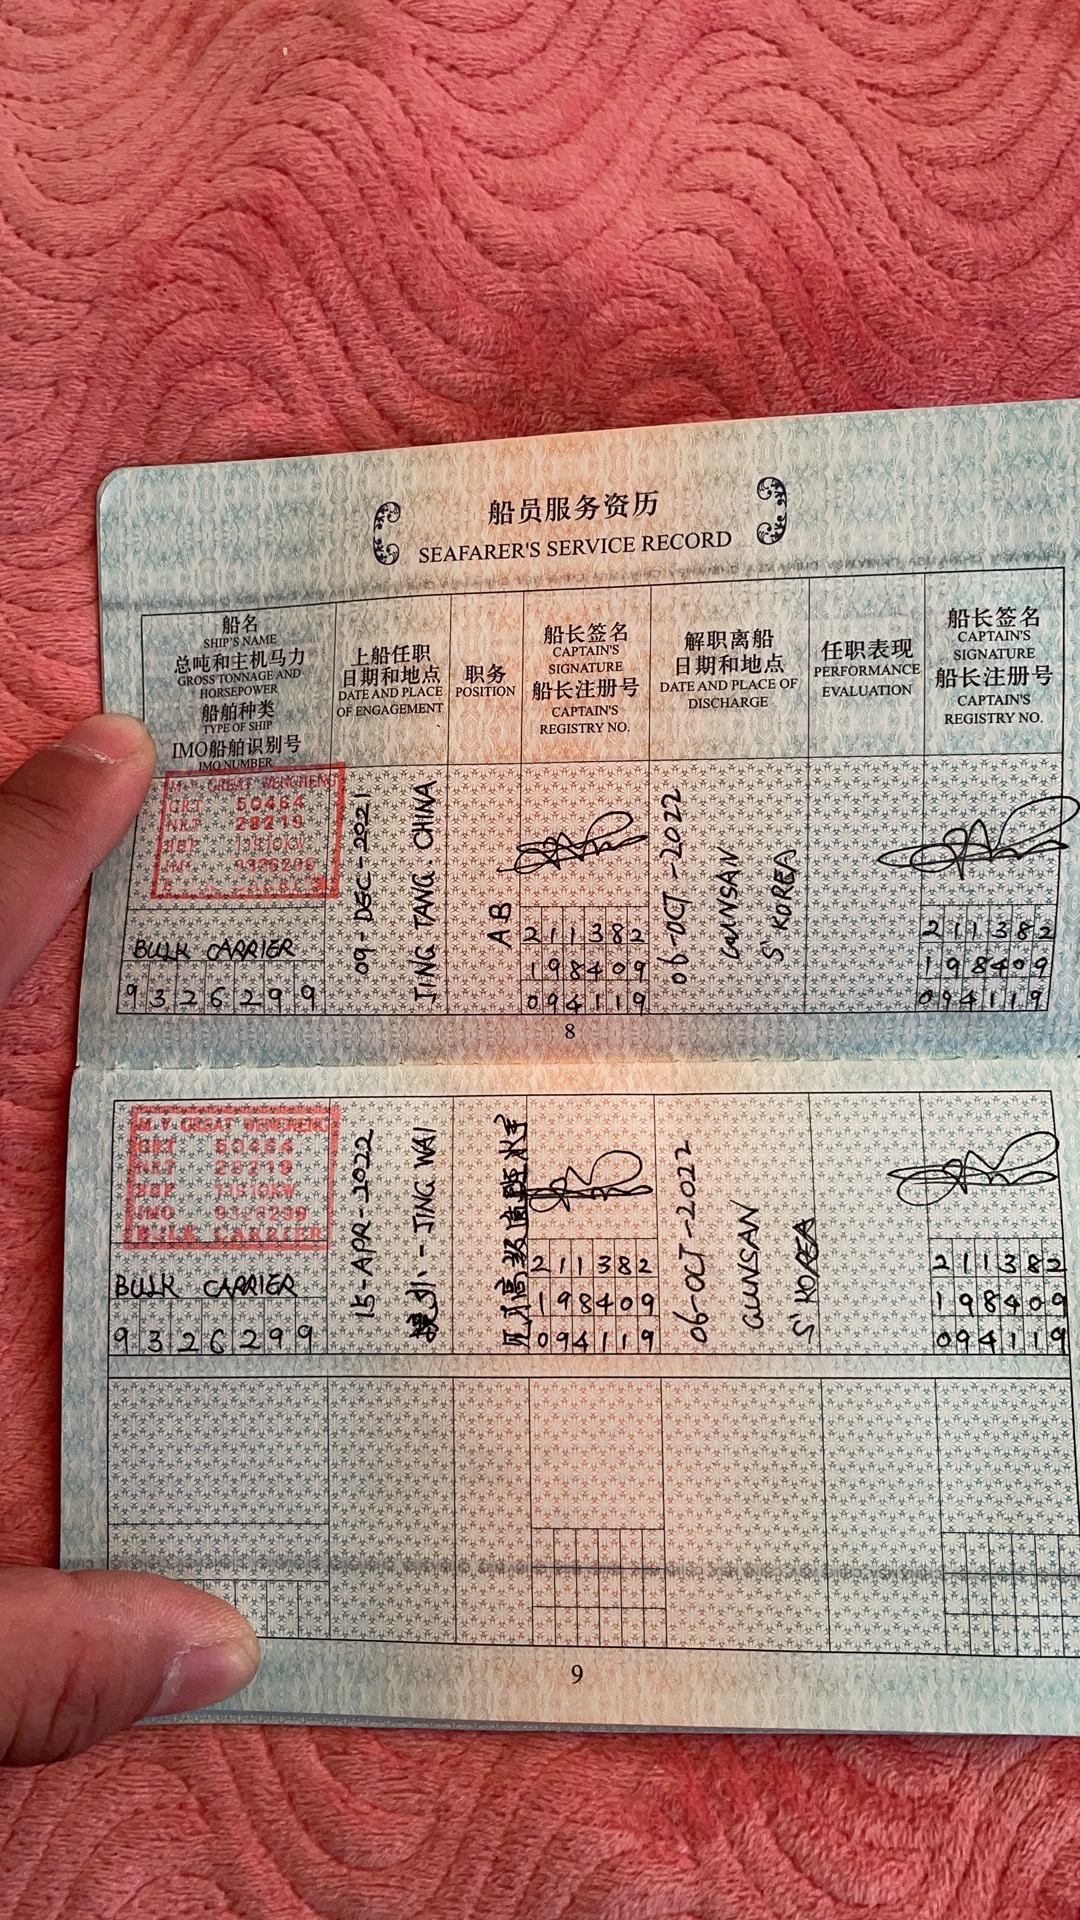 船员服务资历
SEAFARER'S SERVICE RECORD
船名
SHIP'S NAME
总吨和主机马力
GROSS TONNAGE AND
HORSEPOWER
船舶种类
TYPE OF SHIP
IMO船舶识别号
IMO NUMBER
上船任职
日期和地点
DATE AND PLACE
OF ENGAGEMENT
职务
POSITION
船长签名
CAPTAIN'S
SIGNATURE
船长注册号
CAPTAIN'S
REGISTRY NO.
解职离船
日期和地点
DATE AND PLACE OF
DISCHARGE
任职表现
PERFORMANCE
EVALUATION
船长签名
CAPTAIN'S
SIGNATURE
船长注册号
CAPTAIN'S
REGISTRY NO.
M.V GREAT WENCHENG
GRT 50464
NRT 28219
BULK CARRIER
9326299
09-DEC-2021
JING TANG. CHINA
AB
211382
198409
094119
06-OCT-2022
GUNSAN
S' KOREA
211382
198409
094119
8
M.V GREAT WENCHENG
GRT 50464
NRT 28219
BULK CARRIER
BULK CARRIER
9326299
15-APR-2022
JING WAI
211382
198409
094119
06-OCT-2022
GUNSAN
S' KOREA
211382
198409
094119
9